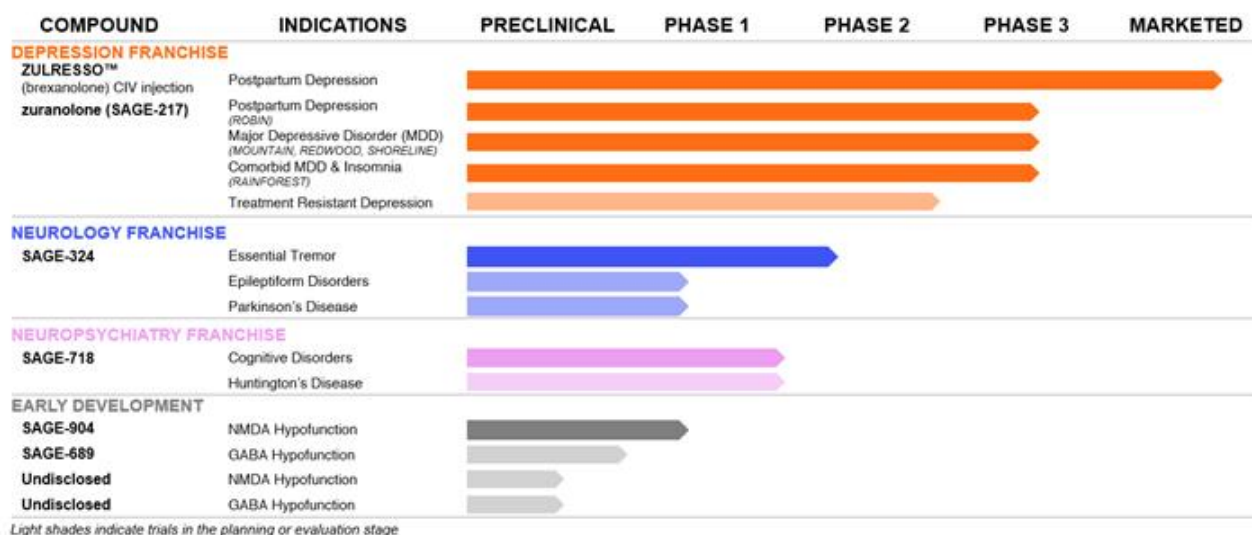 COMPOUND INDICATIONS PRECLINICAL PHASE 1 PHASE 2 PHASE 3 MARKETED
DEPRESSION FRANCHISE
ZULRESSO™
(brexanolone) CIV injection
Postpartum Depression
zuranolone (SAGE-217)
Postpartum Depression
(ROBIN)
Major Depressive Disorder (MDD)
(MOUNTAIN, REDWOOD, SHORELINE)
Comorbid MDD & Insomnia
(RAINFOREST)
Treatment Resistant Depression
NEUROLOGY FRANCHISE
SAGE-324 Essential Tremor
Epileptiform Disorders
Parkinson's Disease
NEUROPSYCHIATRY FRANCHISE
SAGE-718 Cognitive Disorders
Huntington's Disease
EARLY DEVELOPMENT
SAGE-904 NMDA Hypofunction
SAGE-689 GABA Hypofunction
Undisclosed NMDA Hypofunction
Undisclosed GABA Hypofunction
Light shades indicate trials in the planning or evaluation stage